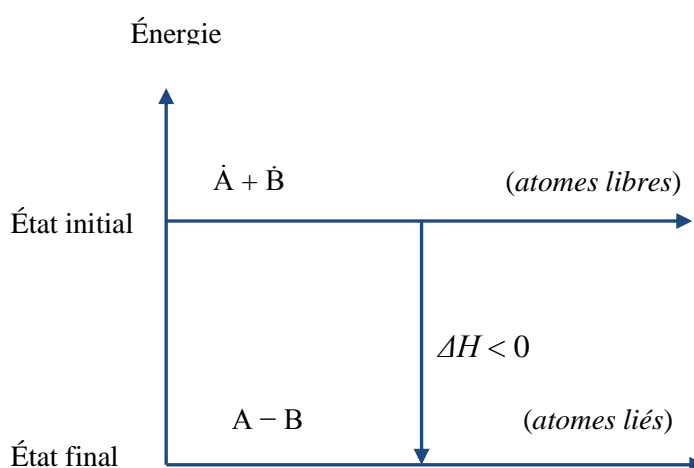 Énergie
Ȧ + Ḃ (atomes libres)
État initial
ΔH < 0
A − B (atomes liés)
État final